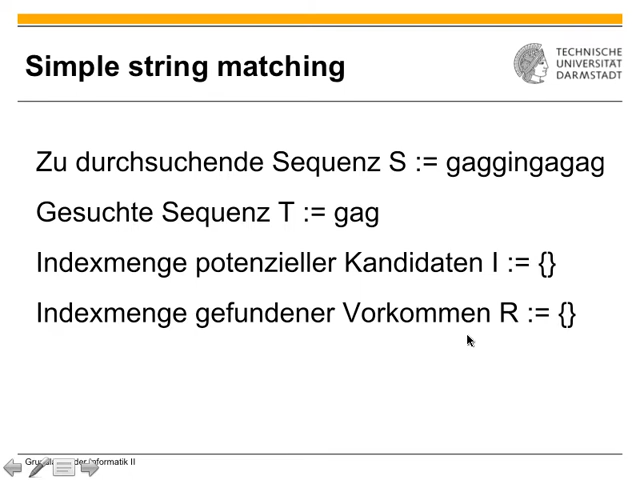 Simple string matching
TECHNISCHE
UNIVERSITÄT
DARMSTADT
Zu durchsuchende Sequenz S := gaggingagag
Gesuchte Sequenz T := gag
Indexmenge potenzieller Kandidaten I := {}
Indexmenge gefundener Vorkommen R := {}
der Informatik II